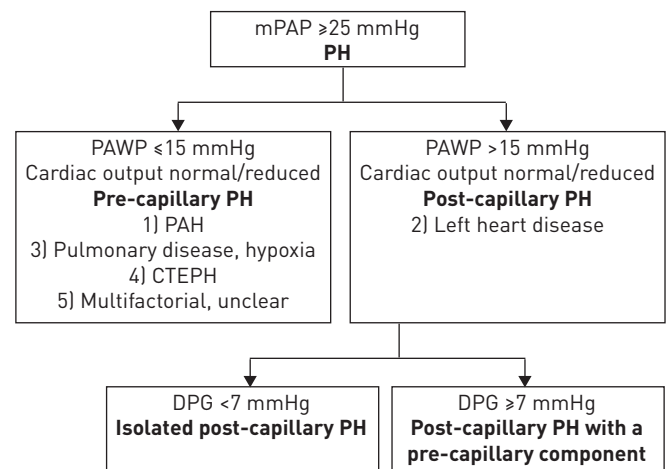 mPAP ⩾25 mmHg
PH
PAWP ⩽15 mmHg
Cardiac output normal/reduced
Pre-capillary PH
1) PAH
3) Pulmonary disease, hypoxia
4) CTEPH
5) Multifactorial, unclear
PAWP >15 mmHg
Cardiac output normal/reduced
Post-capillary PH
2) Left heart disease
DPG <7 mmHg
Isolated post-capillary PH
DPG ⩾7 mmHg
Post-capillary PH with a
pre-capillary component